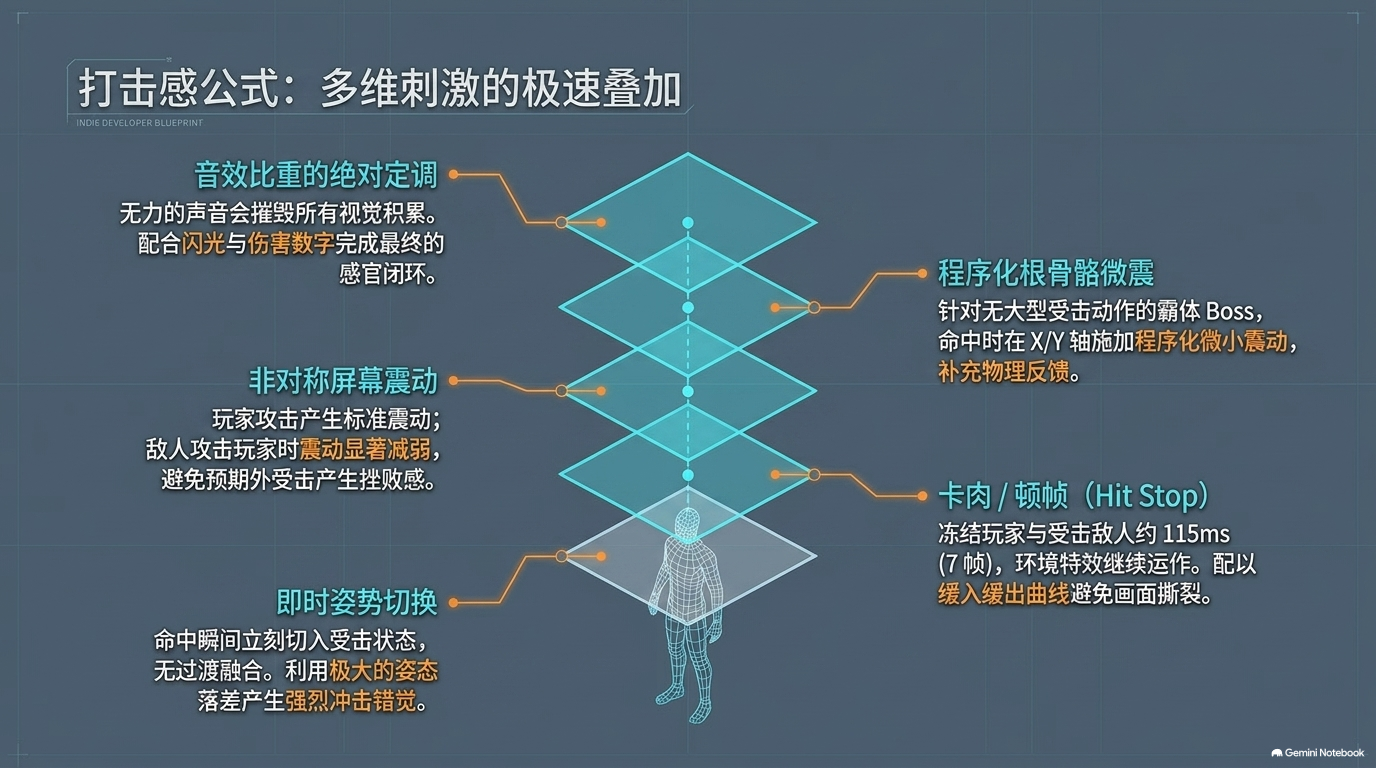 打击感公式：多维刺激的极速叠加
INDIE DEVELOPER BLUEPRINT
音效比重的绝对定调
无力的声音会摧毁所有视觉积累。
配合闪光与伤害数字完成最终的
感官闭环。
程序化根骨骼微震
针对无大型受击动作的霸体 Boss，
命中时在 X/Y 轴施加程序化微小震动，
补充物理反馈。
非对称屏幕震动
玩家攻击产生标准震动；
敌人攻击玩家时震动显著减弱，
避免预期外受击产生挫败感。
卡肉 / 顿帧（Hit Stop）
冻结玩家与受击敌人约 115ms
(7 帧)，环境特效继续运作。配以
缓入缓出曲线避免画面撕裂。
即时姿势切换
命中瞬间立刻切入受击状态，
无过渡融合。利用极大的姿态
落差产生强烈冲击错觉。
Gemini Notebook